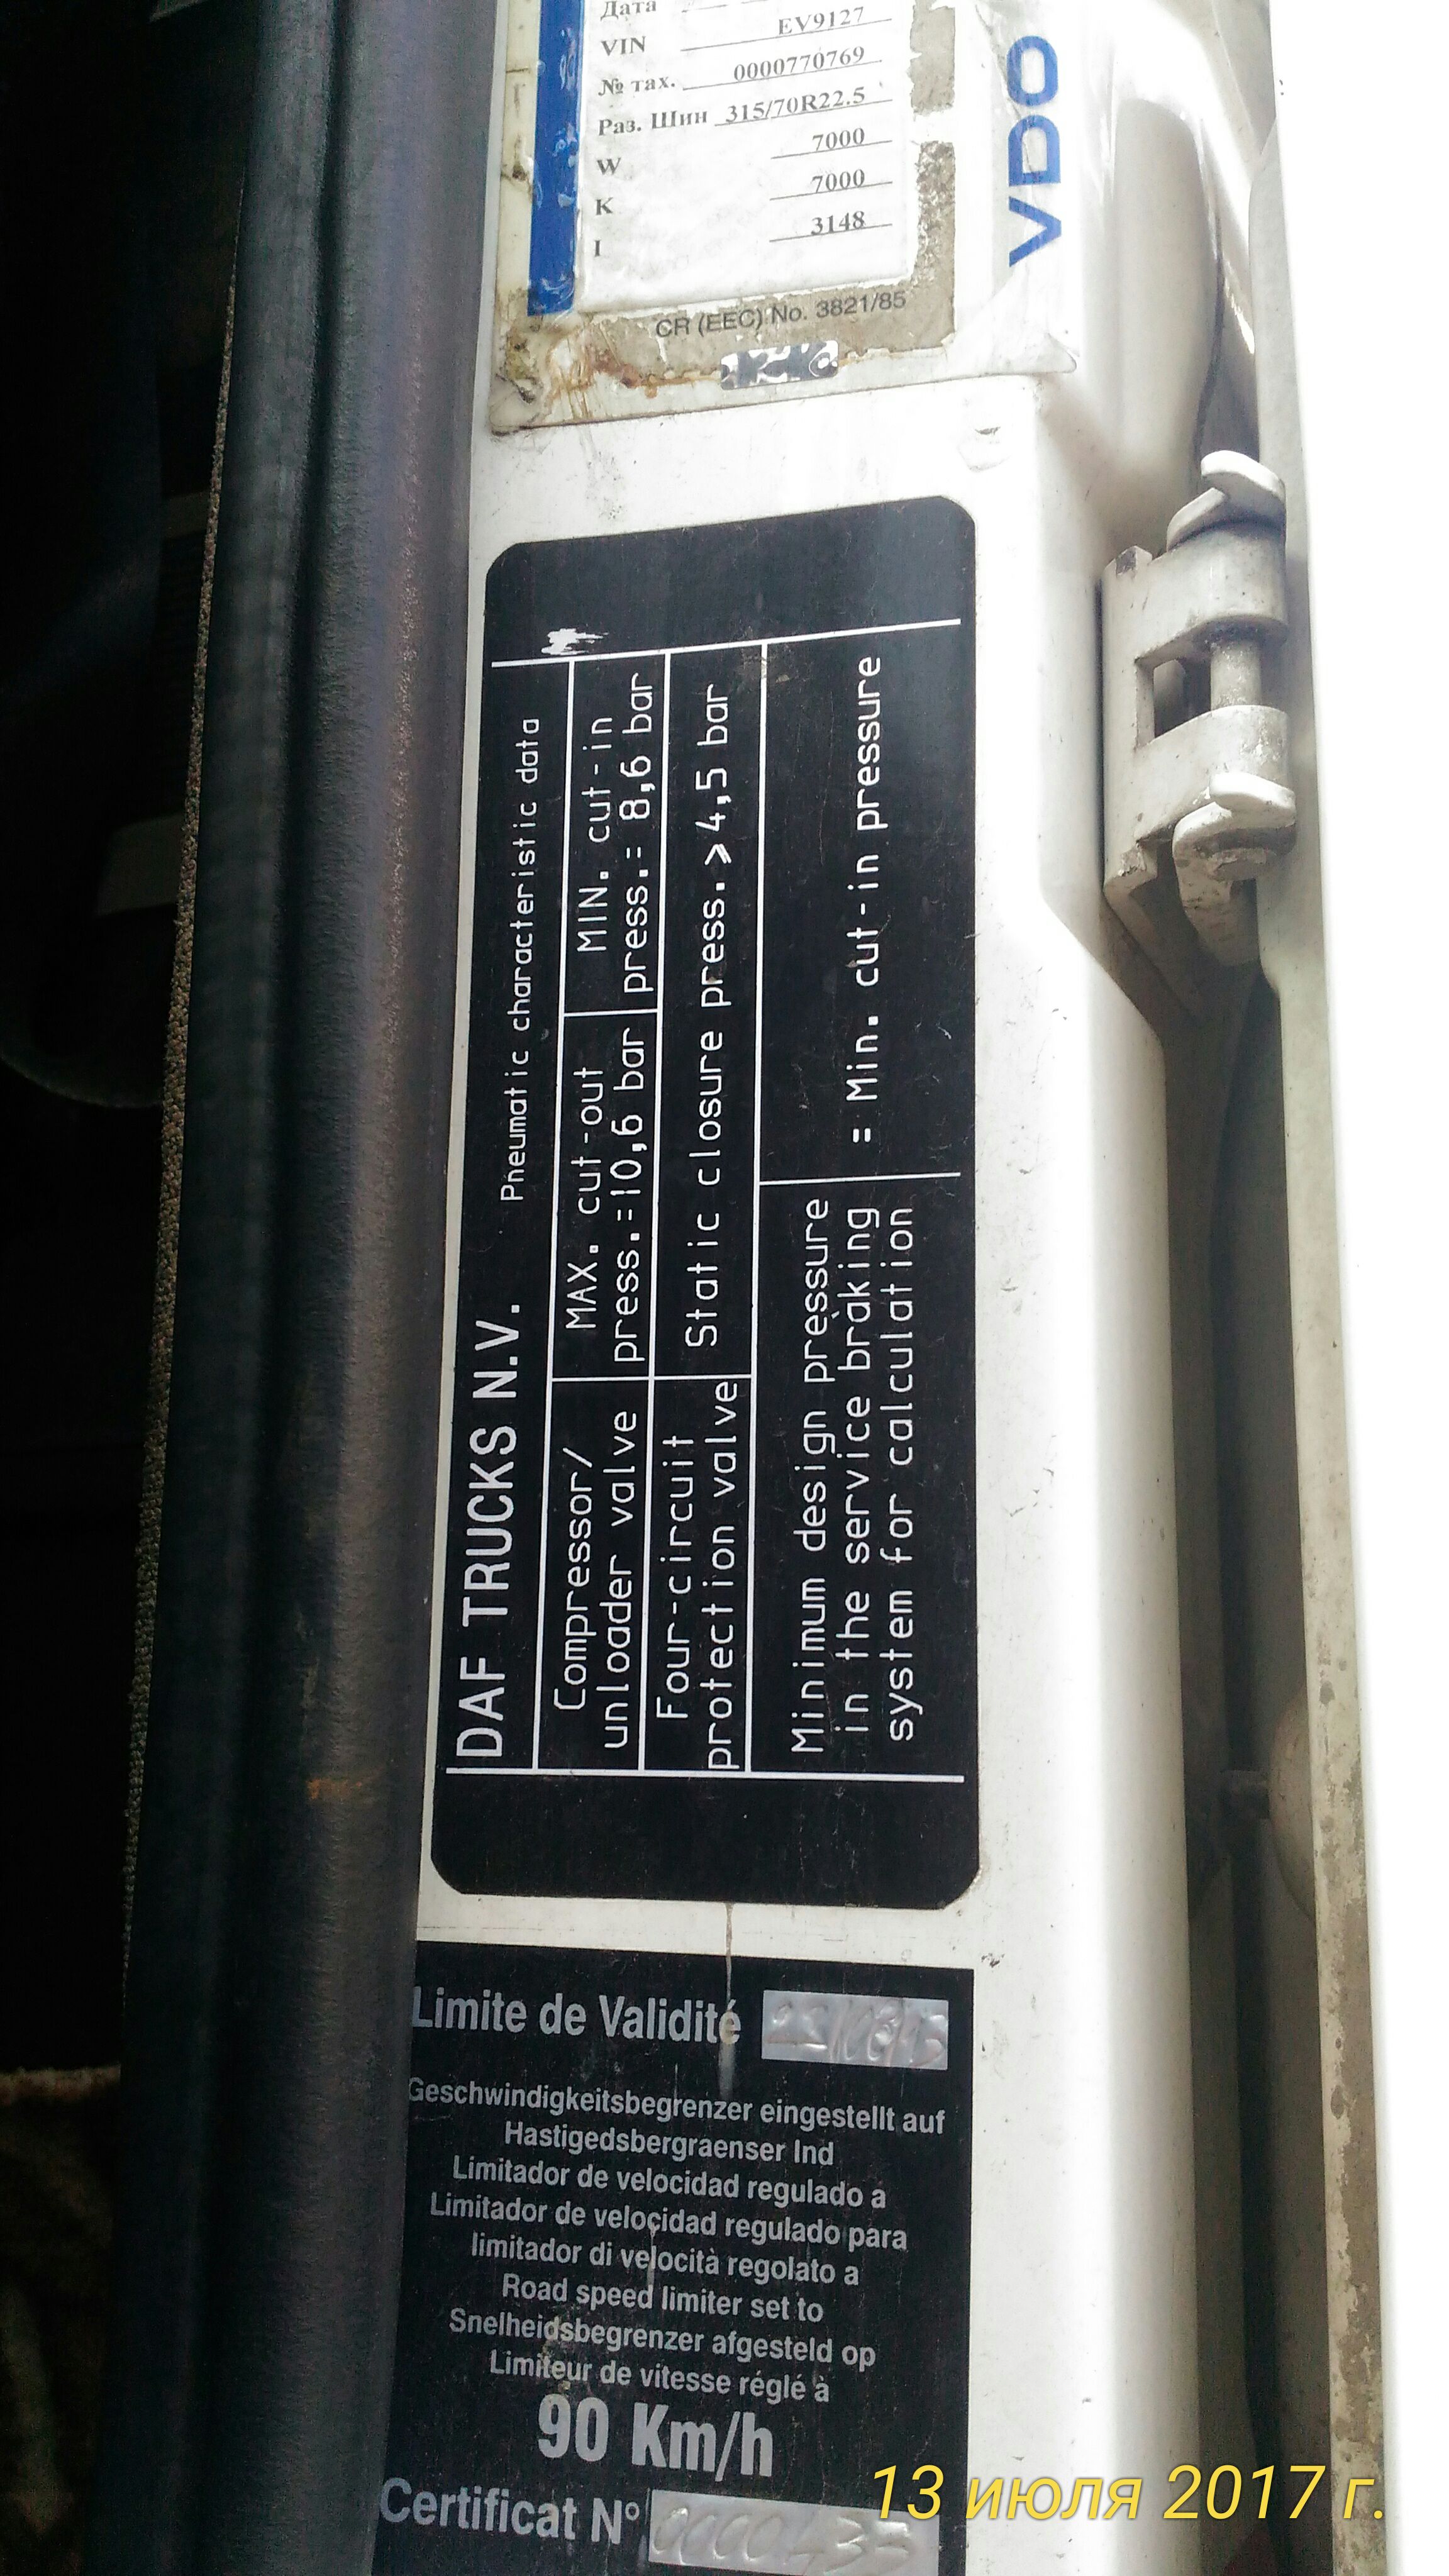 Дата
VIN EV9127
№ тах. 0000770769
Раз. Шин 315/70R22.5
W 7000
K 7000
I 3148
CR (EEC) No. 3821/85
VDO
DAF TRUCKS N.V. Pneumatic characteristic data
Compressor/
unloader valve
MAX. cut-out
press.=10,6 bar
MIN. cut-in
press.= 8,6 bar
Four-circuit
protection valve
Static closure press.⩾4,5 bar
Minimum design pressure
in the service braking
system for calculation
= Min. cut-in pressure
Limite de Validité
Geschwindigkeitsbegrenzer eingestellt auf
Hastigedsbergraenser Ind
Limitador de velocidad regulado a
Limitador de veloçidad regulado para
limitador di velocità regolato a
Road speed limiter set to
Snelheidsbegrenzer afgesteld op
Limiteur de vitesse réglé à
90 Km/h
Certificat N°
13 июля 2017 г.